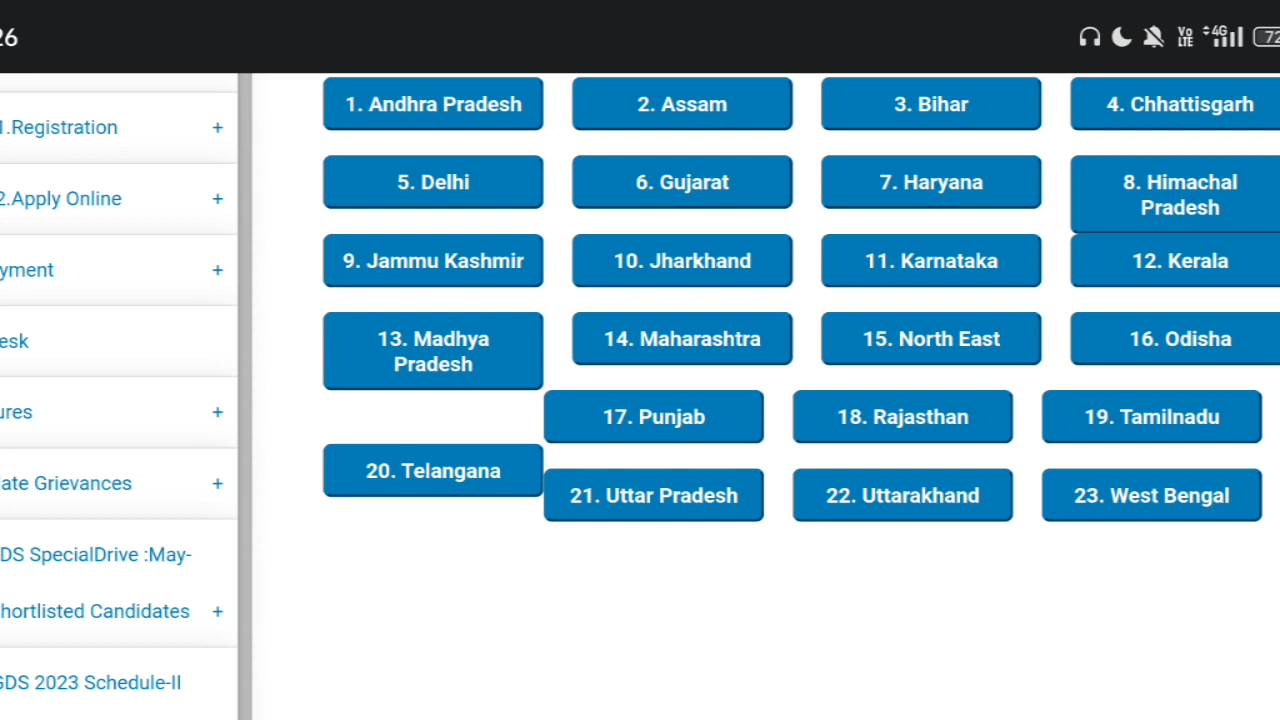 26
VoLTE 4G 72
1.Registration +
2.Apply Online +
yment +
esk
ures +
ate Grievances +
DS SpecialDrive :May-
hortlisted Candidates +
GDS 2023 Schedule-II
1. Andhra Pradesh
2. Assam
3. Bihar
4. Chhattisgarh
5. Delhi
6. Gujarat
7. Haryana
8. Himachal
Pradesh
9. Jammu Kashmir
10. Jharkhand
11. Karnataka
12. Kerala
13. Madhya
Pradesh
14. Maharashtra
15. North East
16. Odisha
17. Punjab
18. Rajasthan
19. Tamilnadu
20. Telangana
21. Uttar Pradesh
22. Uttarakhand
23. West Bengal